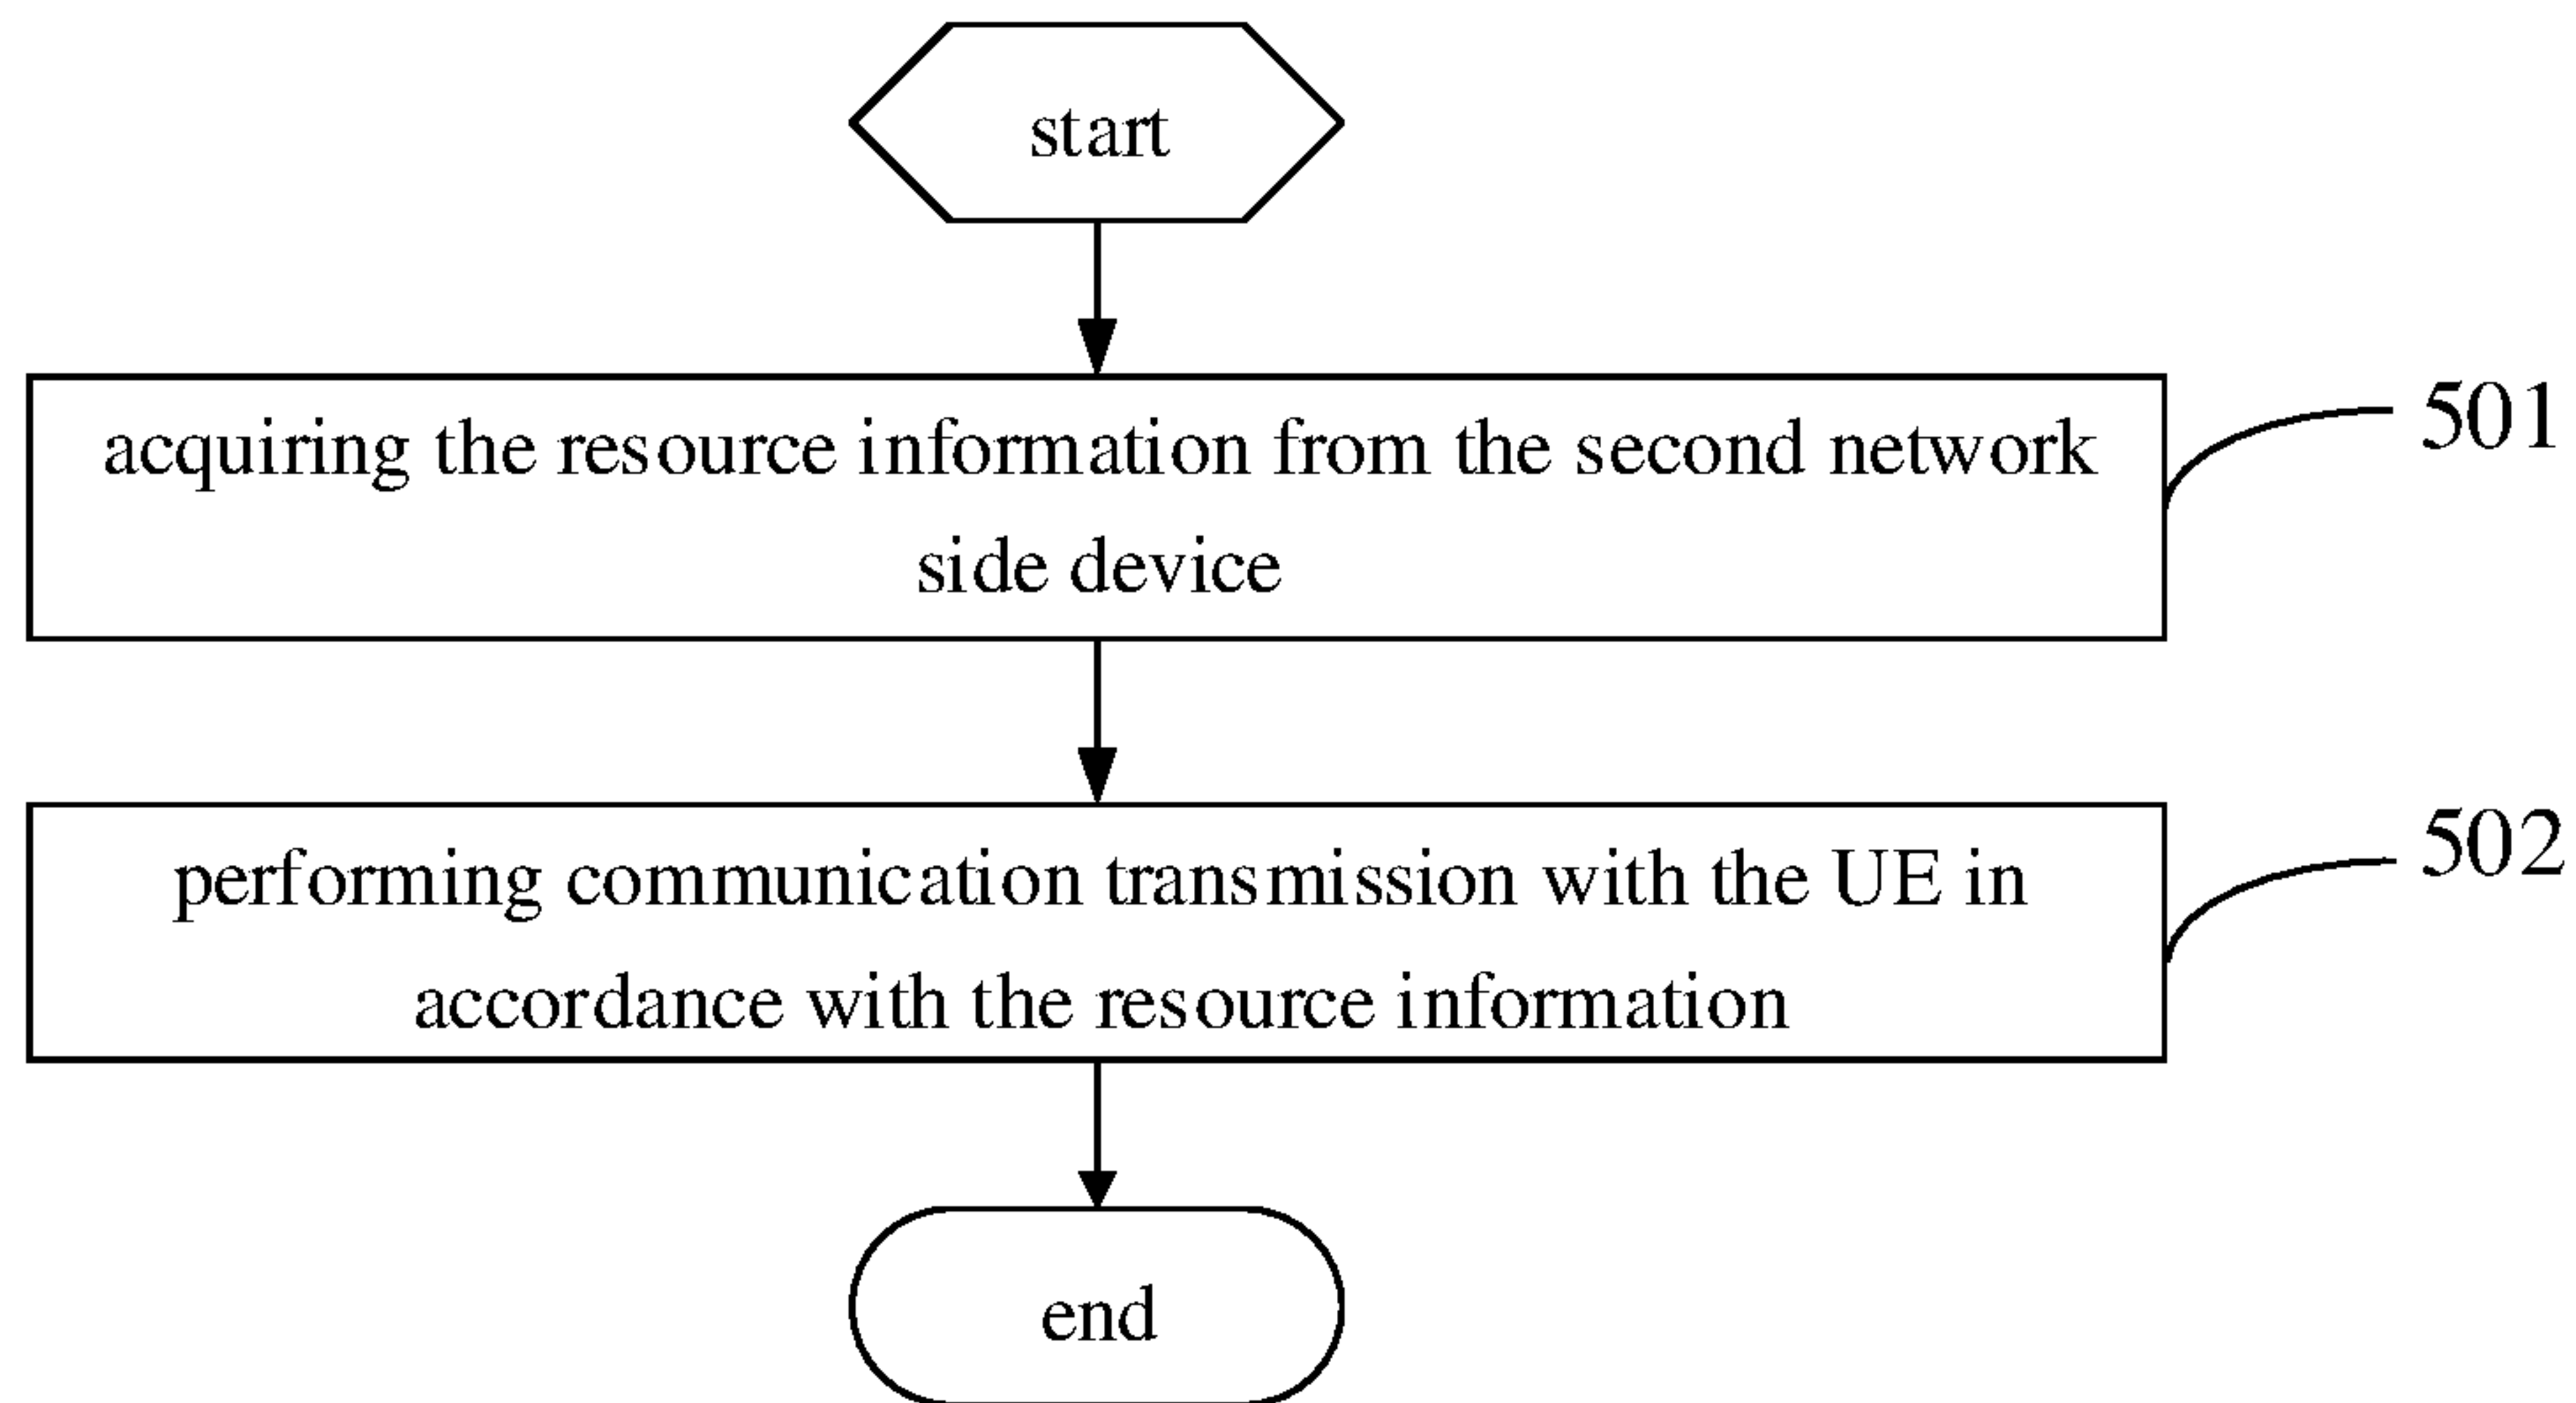 start
acquiring the resource information from the second network
side device
501
performing communication transmission with the UE in
accordance with the resource information
502
end